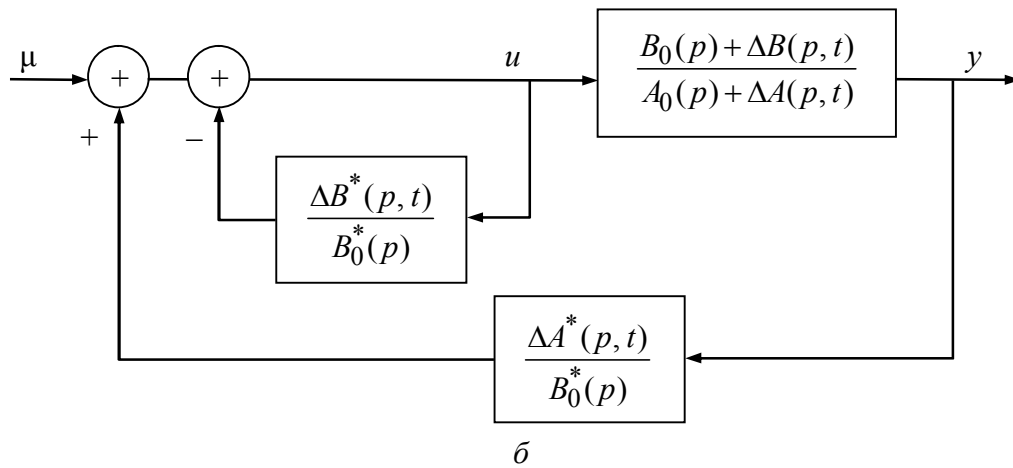 μ + + u B₀(p) + ΔB(p, t) y
A₀(p) + ΔA(p, t)
+ −
ΔB*(p, t)
B₀*(p)
ΔA*(p, t)
B₀*(p)
б